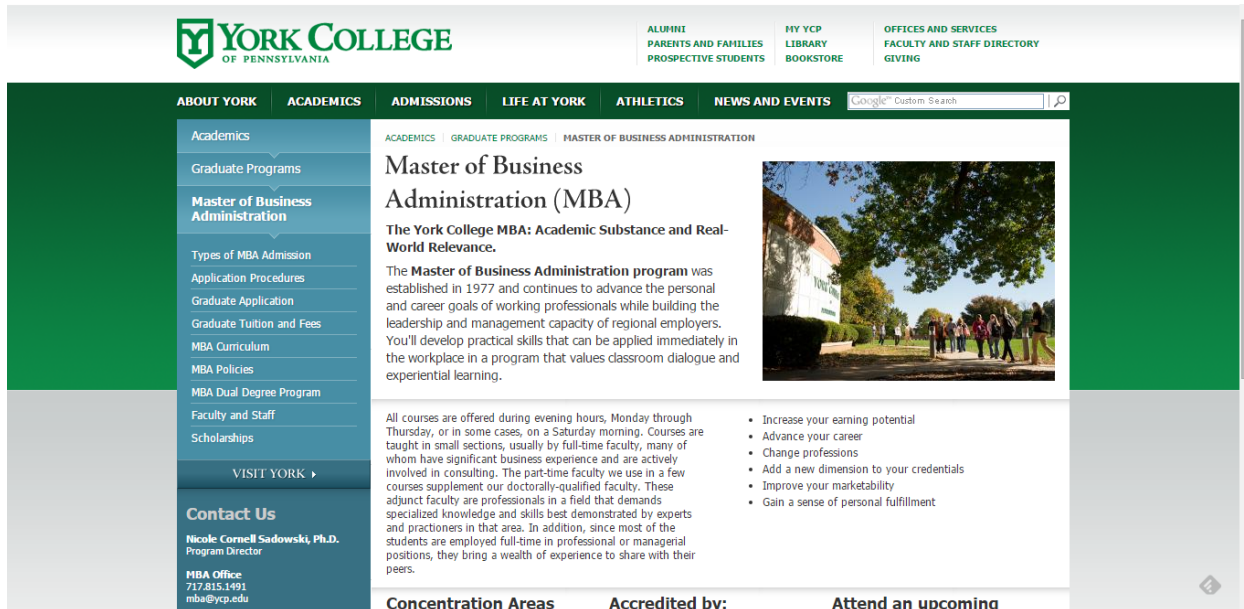 YORK COLLEGE
OF PENNSYLVANIA
ALUMNI
PARENTS AND FAMILIES
PROSPECTIVE STUDENTS
MY YCP
LIBRARY
BOOKSTORE
OFFICES AND SERVICES
FACULTY AND STAFF DIRECTORY
GIVING
ABOUT YORK ACADEMICS ADMISSIONS LIFE AT YORK ATHLETICS NEWS AND EVENTS Google™ Custom Search
Academics
Graduate Programs
Master of Business
Administration
Types of MBA Admission
Application Procedures
Graduate Application
Graduate Tuition and Fees
MBA Curriculum
MBA Policies
MBA Dual Degree Program
Faculty and Staff
Scholarships
VISIT YORK
Contact Us
Nicole Cornell Sadowski, Ph.D.
Program Director
MBA Office
717.815.1491
mba@ycp.edu
ACADEMICS GRADUATE PROGRAMS MASTER OF BUSINESS ADMINISTRATION
Master of Business
Administration (MBA)
The York College MBA: Academic Substance and Real-
World Relevance.
The Master of Business Administration program was
established in 1977 and continues to advance the personal
and career goals of working professionals while building the
leadership and management capacity of regional employers.
You'll develop practical skills that can be applied immediately in
the workplace in a program that values classroom dialogue and
experiential learning.
YORK COLLEGE
All courses are offered during evening hours, Monday through
Thursday, or in some cases, on a Saturday morning. Courses are
taught in small sections, usually by full-time faculty, many of
whom have significant business experience and are actively
involved in consulting. The part-time faculty we use in a few
courses supplement our doctorally-qualified faculty. These
adjunct faculty are professionals in a field that demands
specialized knowledge and skills best demonstrated by experts
and practioners in that area. In addition, since most of the
students are employed full-time in professional or managerial
positions, they bring a wealth of experience to share with their
peers.
• Increase your earning potential
• Advance your career
• Change professions
• Add a new dimension to your credentials
• Improve your marketability
• Gain a sense of personal fulfillment
Concentration Areas
Accredited by:
Attend an upcoming